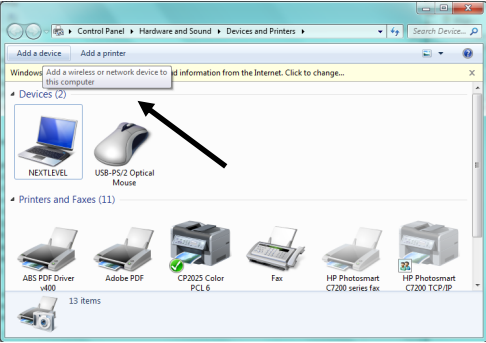 Control Panel ▸ Hardware and Sound ▸ Devices and Printers ▸
Search Device...
Add a device Add a printer
Windows
d information from the Internet. Click to change...
Add a wireless or network device to
this computer
Devices (2)
NEXTLEVEL
USB-PS/2 Optical
Mouse
Printers and Faxes (11)
ABS PDF Driver
v400
Adobe PDF
CP2025 Color
PCL 6
Fax
HP Photosmart
C7200 series fax
HP Photosmart
C7200 TCP/IP
13 items